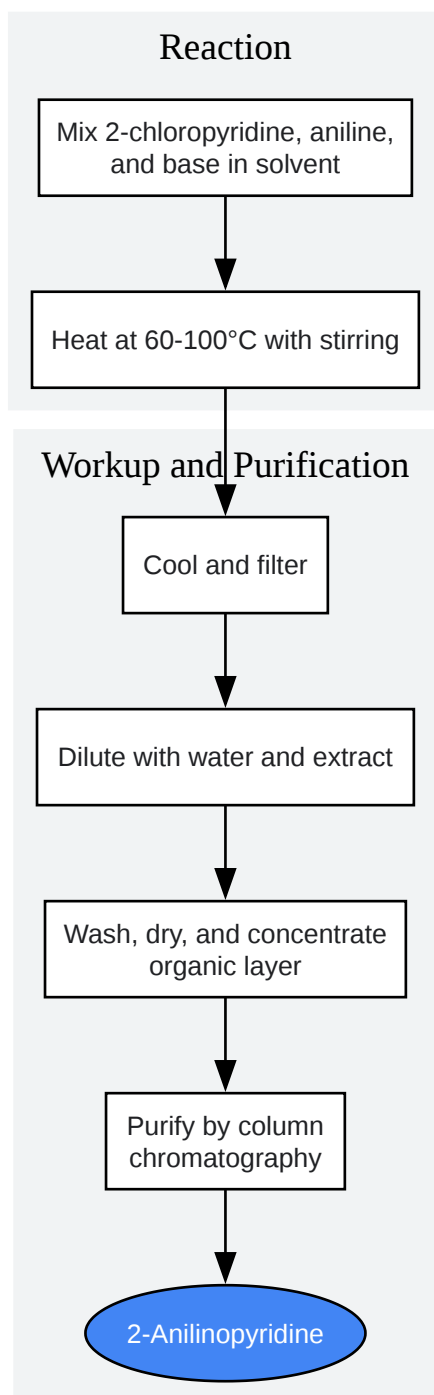 Reaction
Mix 2-chloropyridine, aniline,
and base in solvent
Heat at 60-100°C with stirring
Workup and Purification
Cool and filter
Dilute with water and extract
Wash, dry, and concentrate
organic layer
Purify by column
chromatography
2-Anilinopyridine